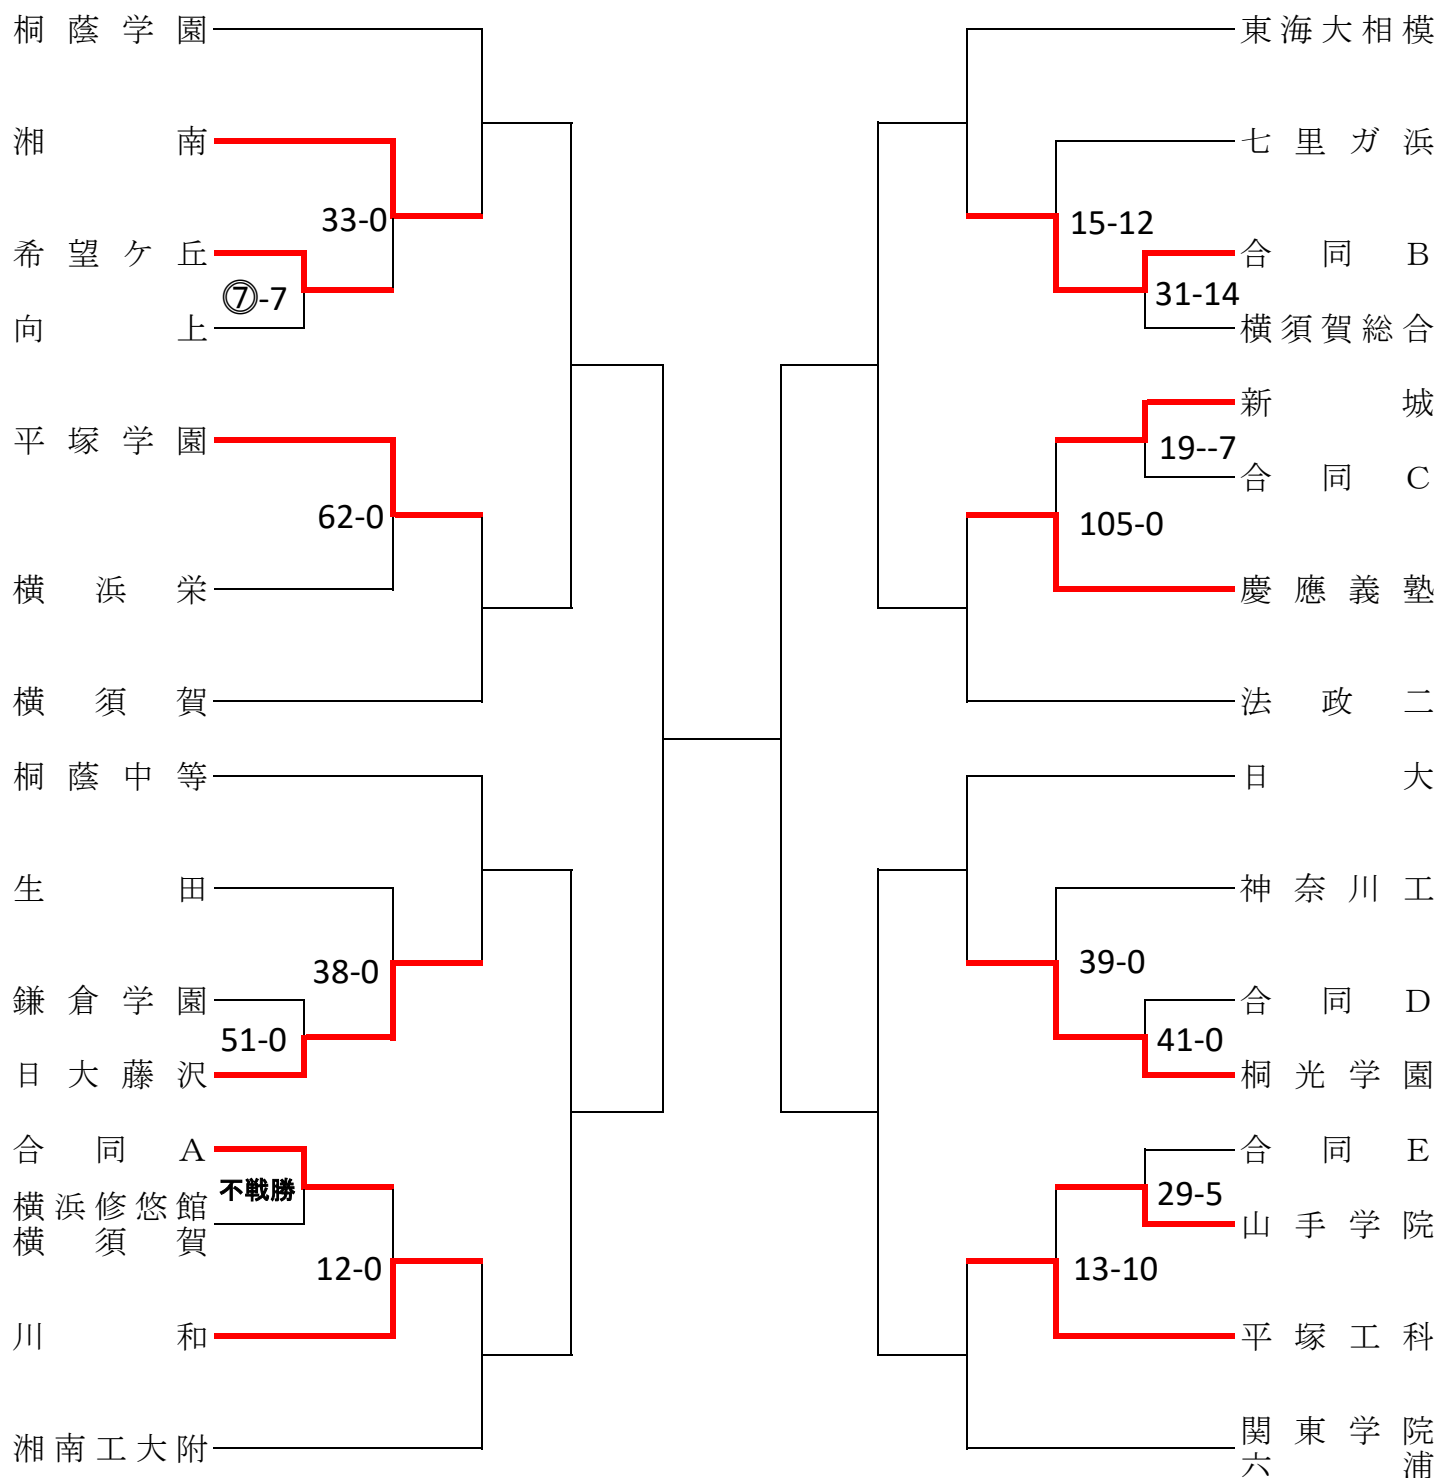 桐蔭学園
湘南
33-0
希望ケ丘
⑦-7
向上
平塚学園
62-0
横浜栄
横須賀
桐蔭中等
生田
38-0
鎌倉学園
51-0
日大藤沢
合同A
不戦勝
横浜修悠館
横須賀
12-0
川和
湘南工大附
東海大相模
七里ガ浜
15-12
合同B
31-14
横須賀総合
新城
19--7
合同C
105-0
慶應義塾
法政二
日大
神奈川工
39-0
合同D
41-0
桐光学園
合同E
29-5
山手学院
13-10
平塚工科
関東学院
六浦